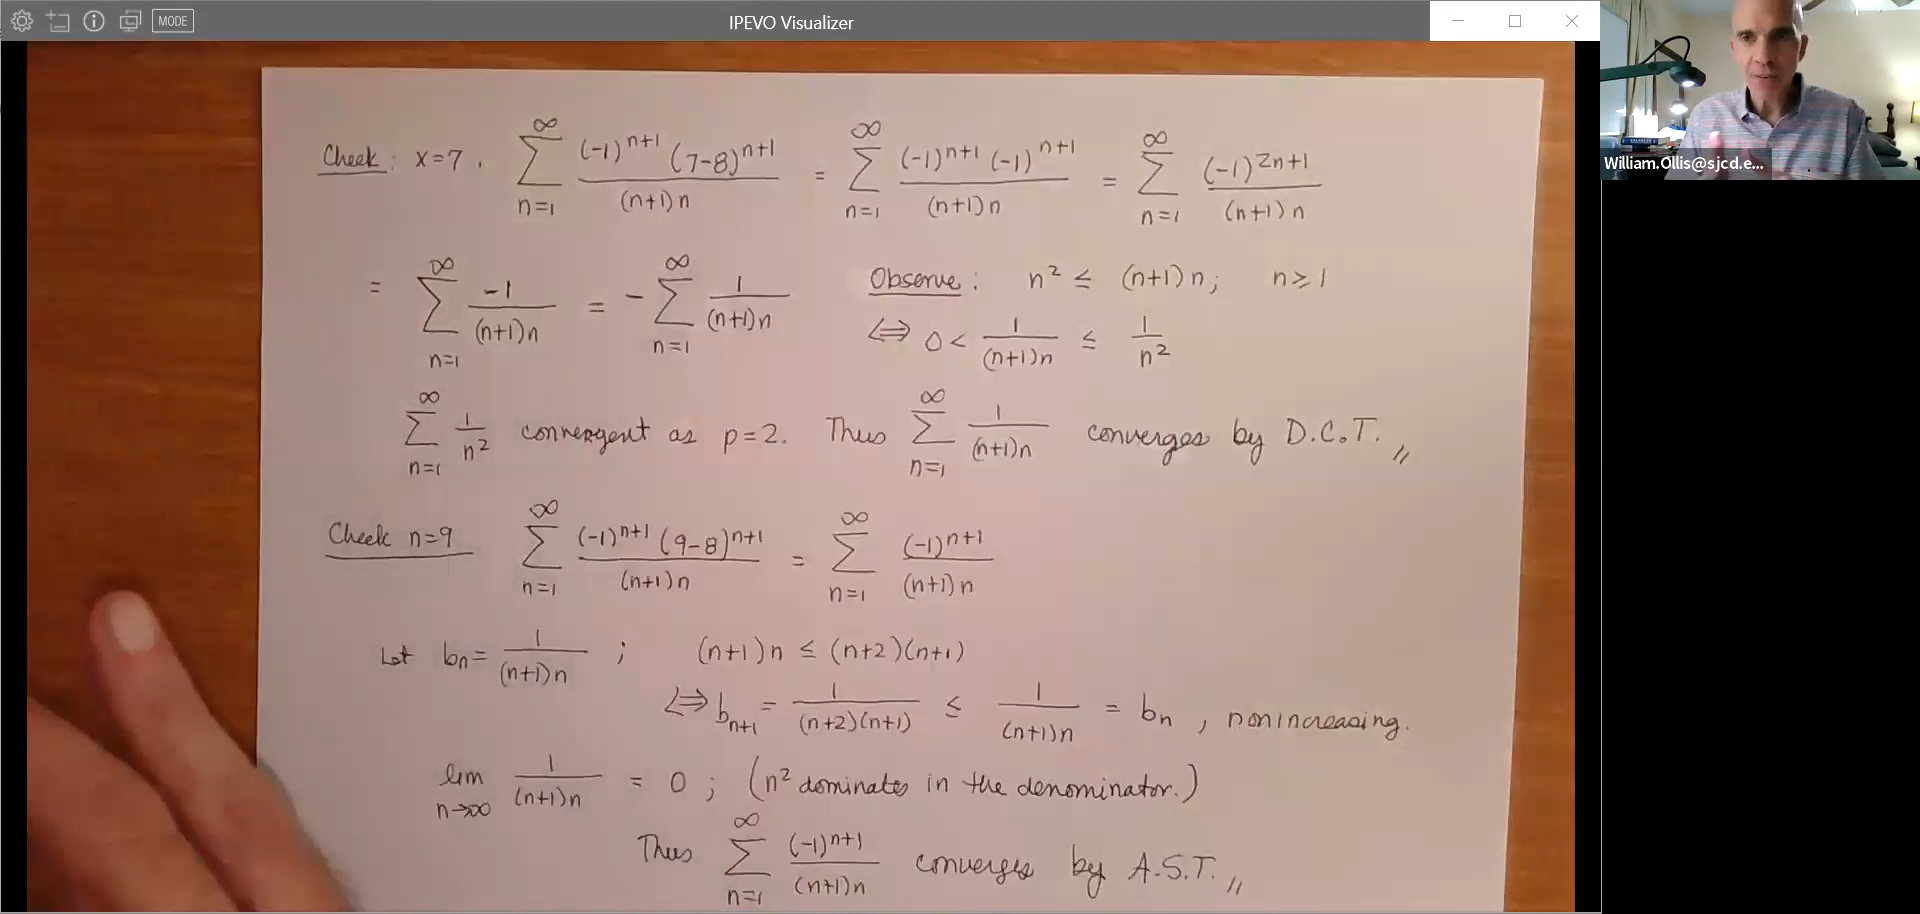 MODE
IPEVO Visualizer
William.Ollis@sjcd.e...
Check: x=7. ∞∑n=1 (-1)^{n+1} (7-8)^{n+1} / (n+1)n = ∞∑n=1 (-1)^{n+1} (-1)^{n+1} / (n+1)n = ∞∑n=1 (-1)^{2n+1} / (n+1)n
= ∞∑n=1 -1 / (n+1)n = - ∞∑n=1 1 / (n+1)n Observe: n² ≤ (n+1)n; n ≥ 1
⟺ 0 < 1 / (n+1)n ≤ 1 / n²
∞∑n=1 1 / n² convergent as p=2. Thus ∞∑n=1 1 / (n+1)n converges by D.C.T. //
Check n=9 ∞∑n=1 (-1)^{n+1} (9-8)^{n+1} / (n+1)n = ∞∑n=1 (-1)^{n+1} / (n+1)n
Let bn = 1 / (n+1)n ; (n+1)n ≤ (n+2)(n+1)
⟺ b_{n+1} = 1 / (n+2)(n+1) ≤ 1 / (n+1)n = bn, nonincreasing.
lim n→∞ 1 / (n+1)n = 0; (n² dominates in the denominator.)
Thus ∞∑n=1 (-1)^{n+1} / (n+1)n converges by A.S.T. //